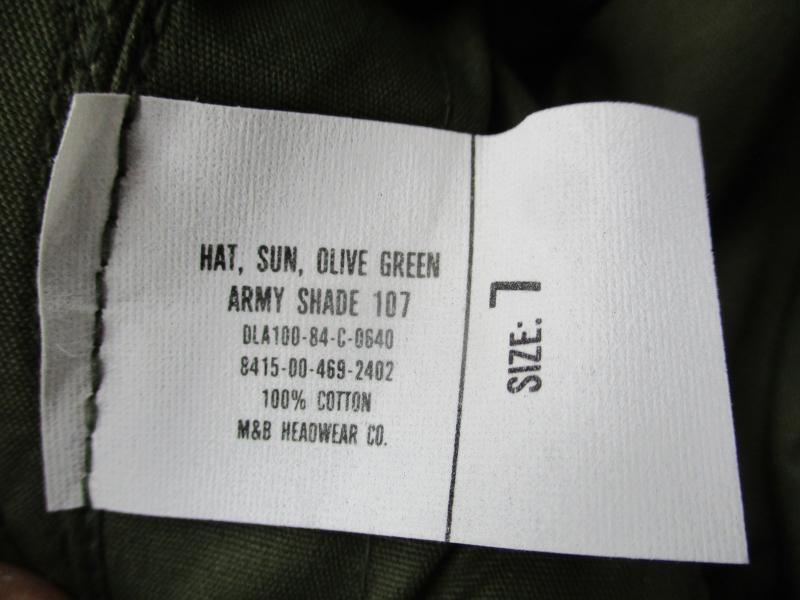 HAT, SUN, OLIVE GREEN
ARMY SHADE 107
DLA100-84-C-0640
8415-00-469-2402
100% COTTON
M&B HEADWEAR CO.
SIZE: 7